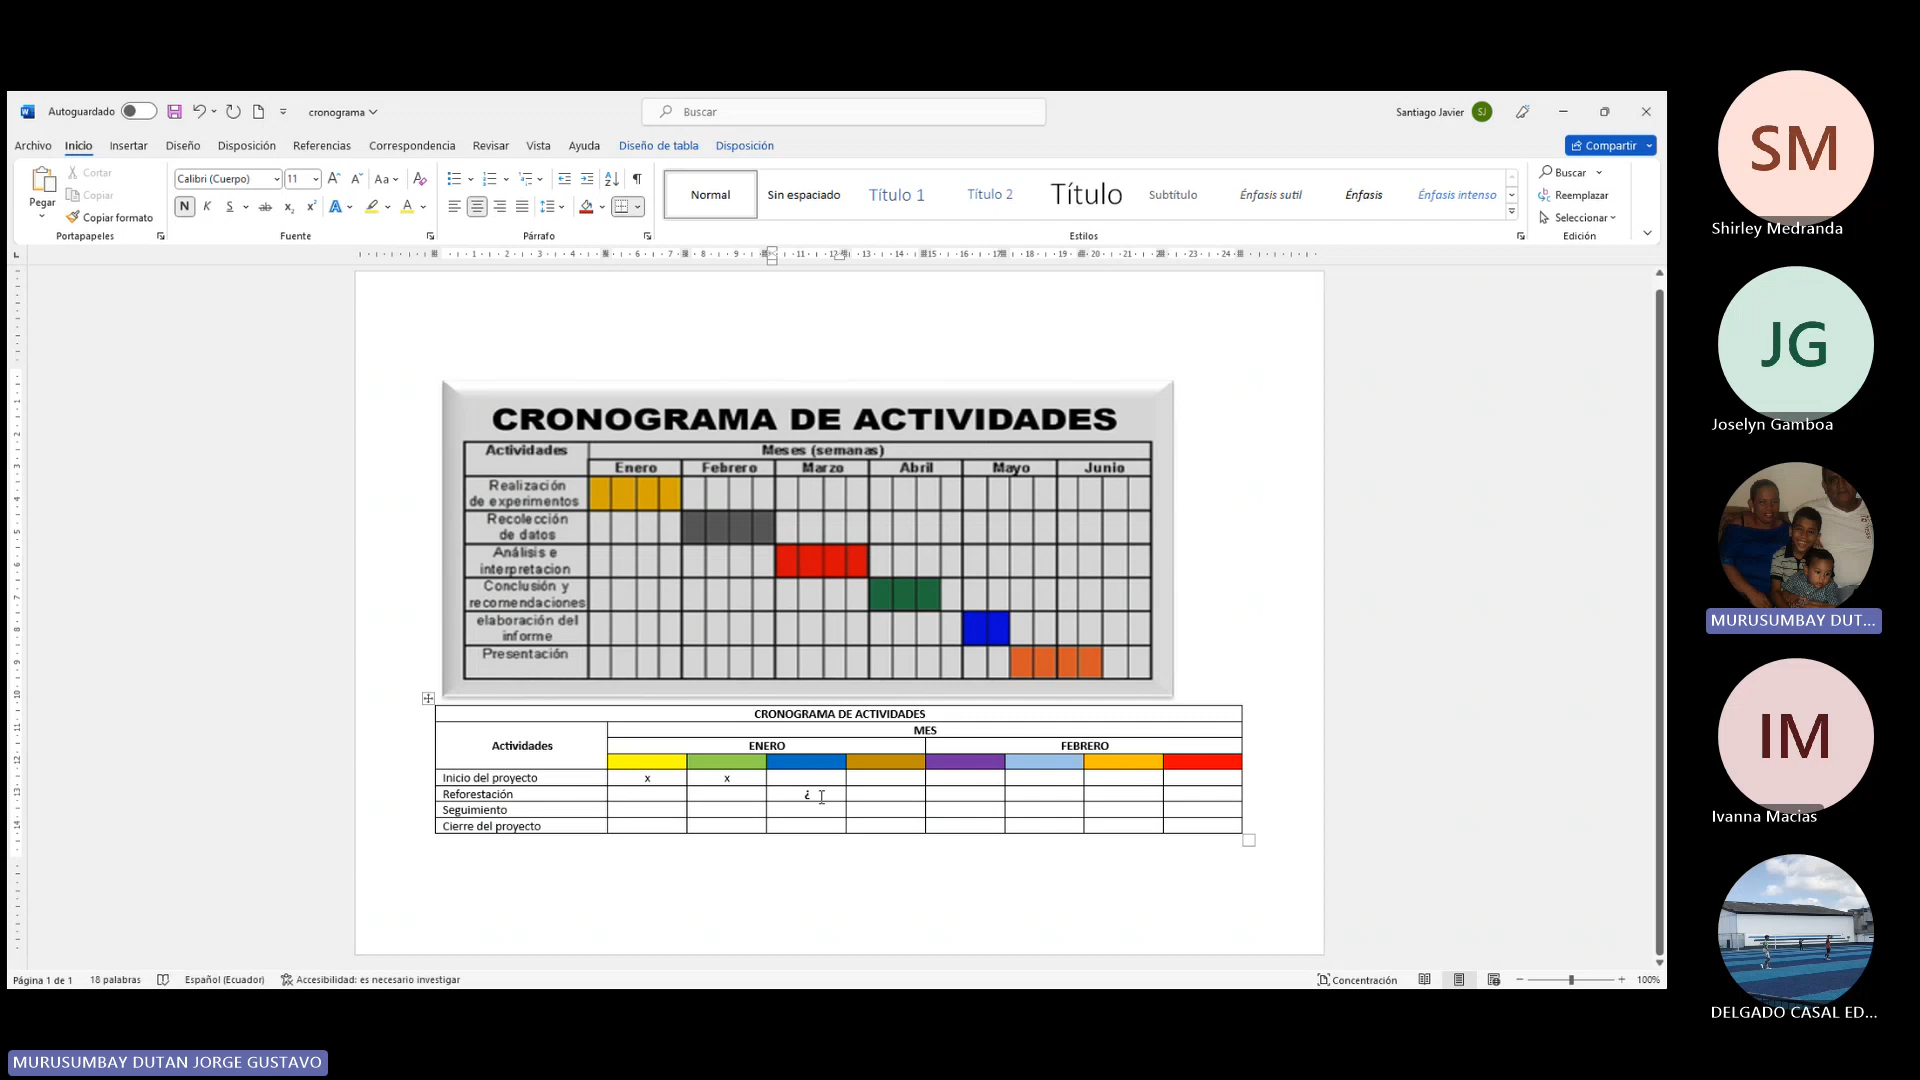 Autoguardado
cronograma
Buscar
Santiago Javier
SJ
Archivo Inicio Insertar Diseño Disposición Referencias Correspondencia Revisar Vista Ayuda Diseño de tabla Disposición
Compartir
Pegar
Cortar
Copiar
Copiar formato
Portapapeles
Calibri (Cuerpo) 11
Fuente
Párrafo
Normal
Sin espaciado
Título 1
Título 2
Título
Subtítulo
Énfasis sutil
Énfasis
Énfasis intenso
Estilos
Buscar
Reemplazar
Seleccionar
Edición
CRONOGRAMA DE ACTIVIDADES
Actividades Meses (semanas)
Enero Febrero Marzo Abril Mayo Junio
Realización
de experimentos
Recolección
de datos
Análisis e
interpretacion
Conclusión y
recomendaciones
elaboración del
informe
Presentación
CRONOGRAMA DE ACTIVIDADES
Actividades
MES
ENERO FEBRERO
Inicio del proyecto x x
Reforestación ¿
Seguimiento
Cierre del proyecto
Página 1 de 1 18 palabras Español (Ecuador) Accesibilidad: es necesario investigar
Concentración
100%
SM
Shirley Medranda
JG
Joselyn Gamboa
MURUSUMBAY DUT...
IM
Ivanna Macias
DELGADO CASAL ED...
MURUSUMBAY DUTAN JORGE GUSTAVO